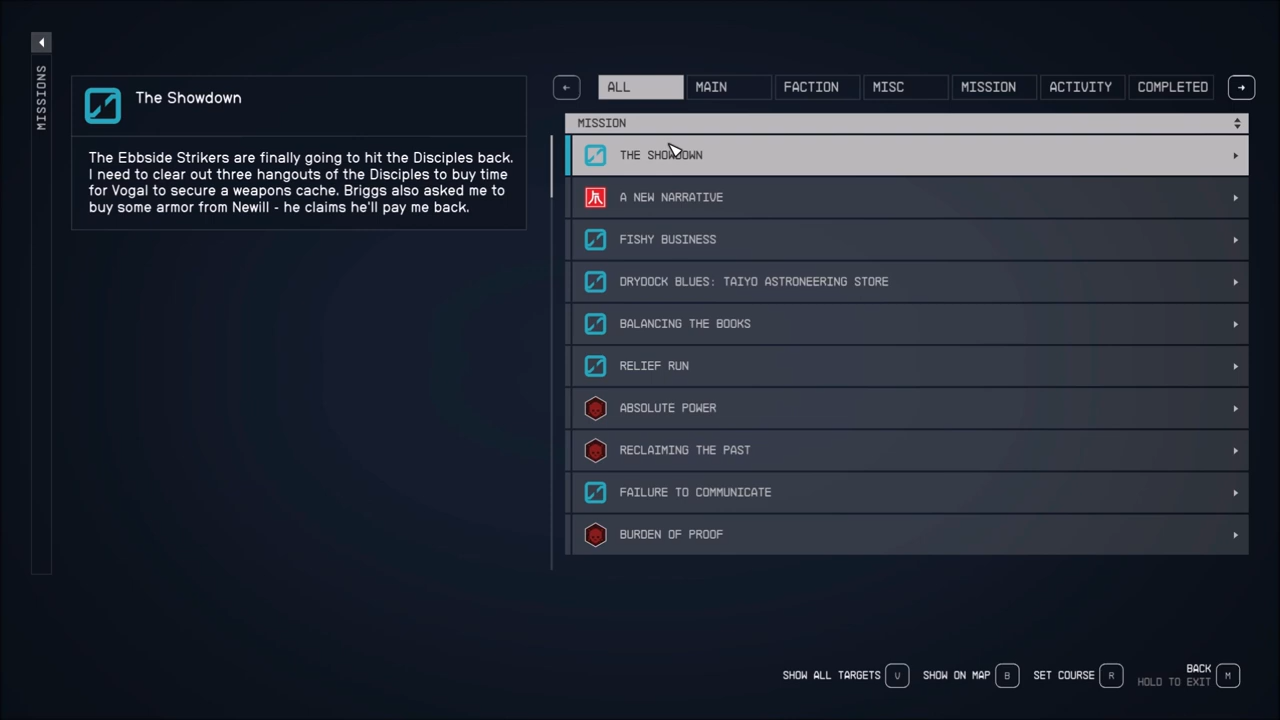 MISSIONS
The Showdown
The Ebbside Strikers are finally going to hit the Disciples back.
I need to clear out three hangouts of the Disciples to buy time
for Vogal to secure a weapons cache. Briggs also asked me to
buy some armor from Newill - he claims he'll pay me back.
ALL
MAIN
FACTION
MISC
MISSION
ACTIVITY
COMPLETED
MISSION
THE SHOWDOWN
A NEW NARRATIVE
FISHY BUSINESS
DRYDOCK BLUES: TAIYO ASTRONEERING STORE
BALANCING THE BOOKS
RELIEF RUN
ABSOLUTE POWER
RECLAIMING THE PAST
FAILURE TO COMMUNICATE
BURDEN OF PROOF
SHOW ALL TARGETS V
SHOW ON MAP B
SET COURSE R
BACK M
HOLD TO EXIT